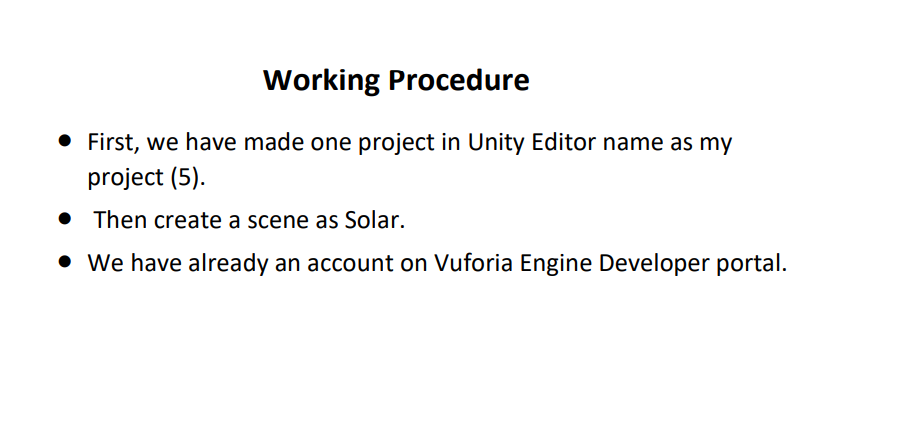 Working Procedure
● First, we have made one project in Unity Editor name as my
project (5).
● Then create a scene as Solar.
● We have already an account on Vuforia Engine Developer portal.